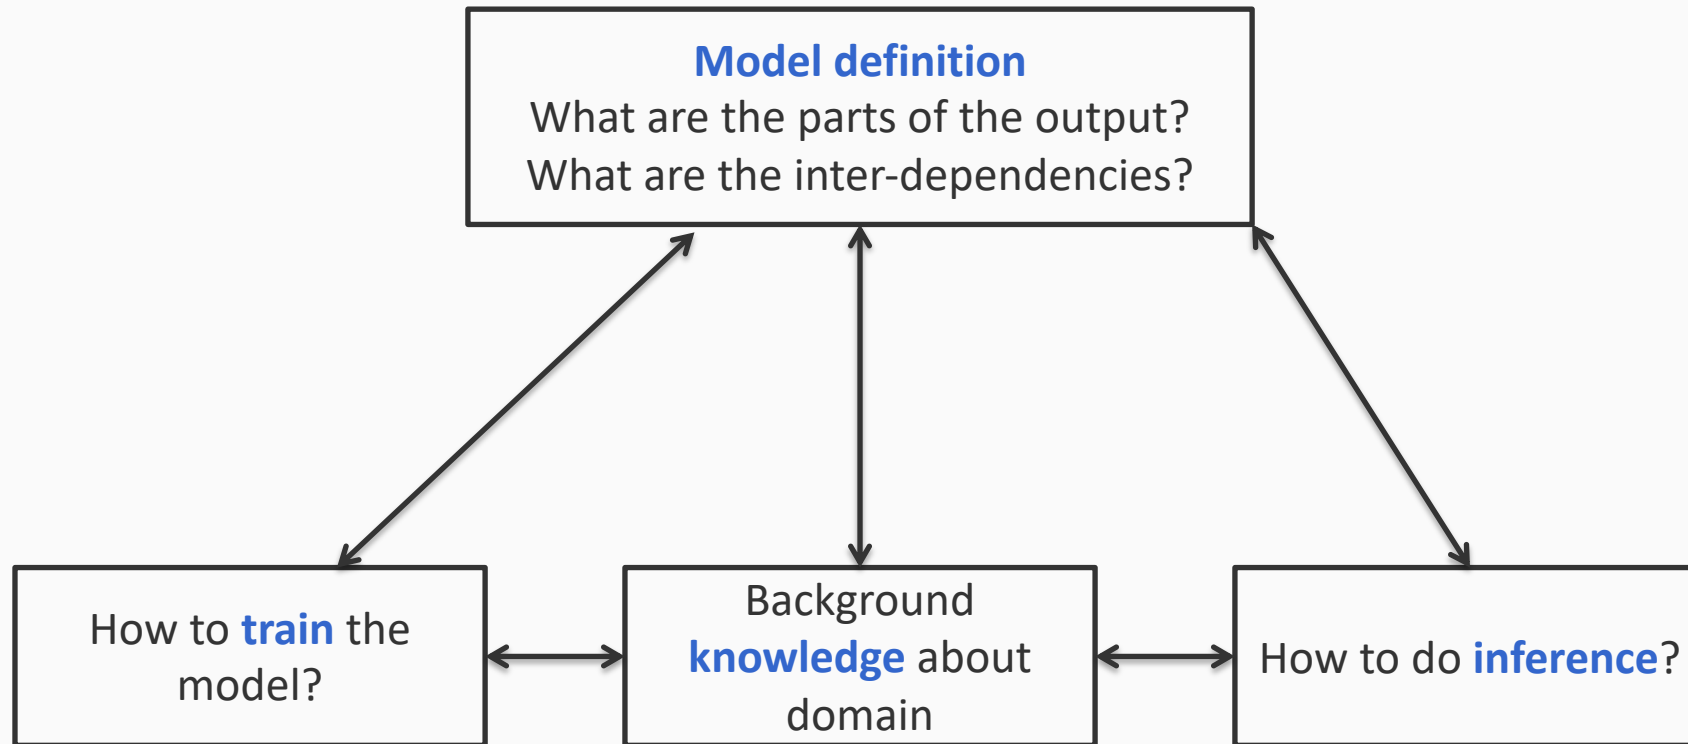 Model definition
What are the parts of the output?
What are the inter-dependencies?
How to train the
model?
Background
knowledge about
domain
How to do inference?